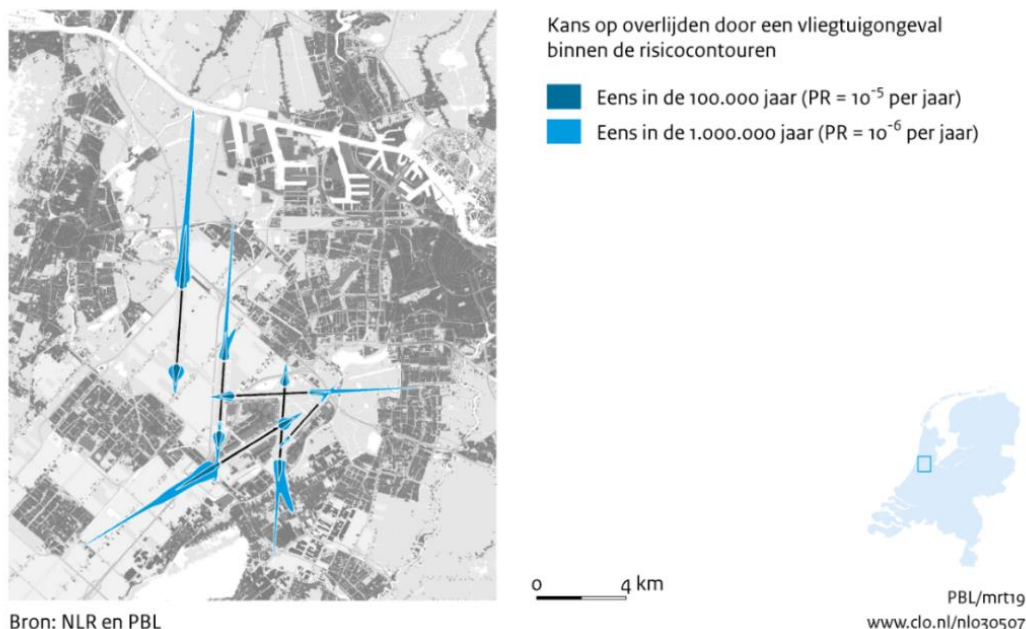 Kans op overlijden door een vliegtuigongeval
binnen de risicocontouren
Eens in de 100.000 jaar (PR = 10⁻⁵ per jaar)
Eens in de 1.000.000 jaar (PR = 10⁻⁶ per jaar)
0 4 km
PBL/mrt19
Bron: NLR en PBL
www.clo.nl/nl030507